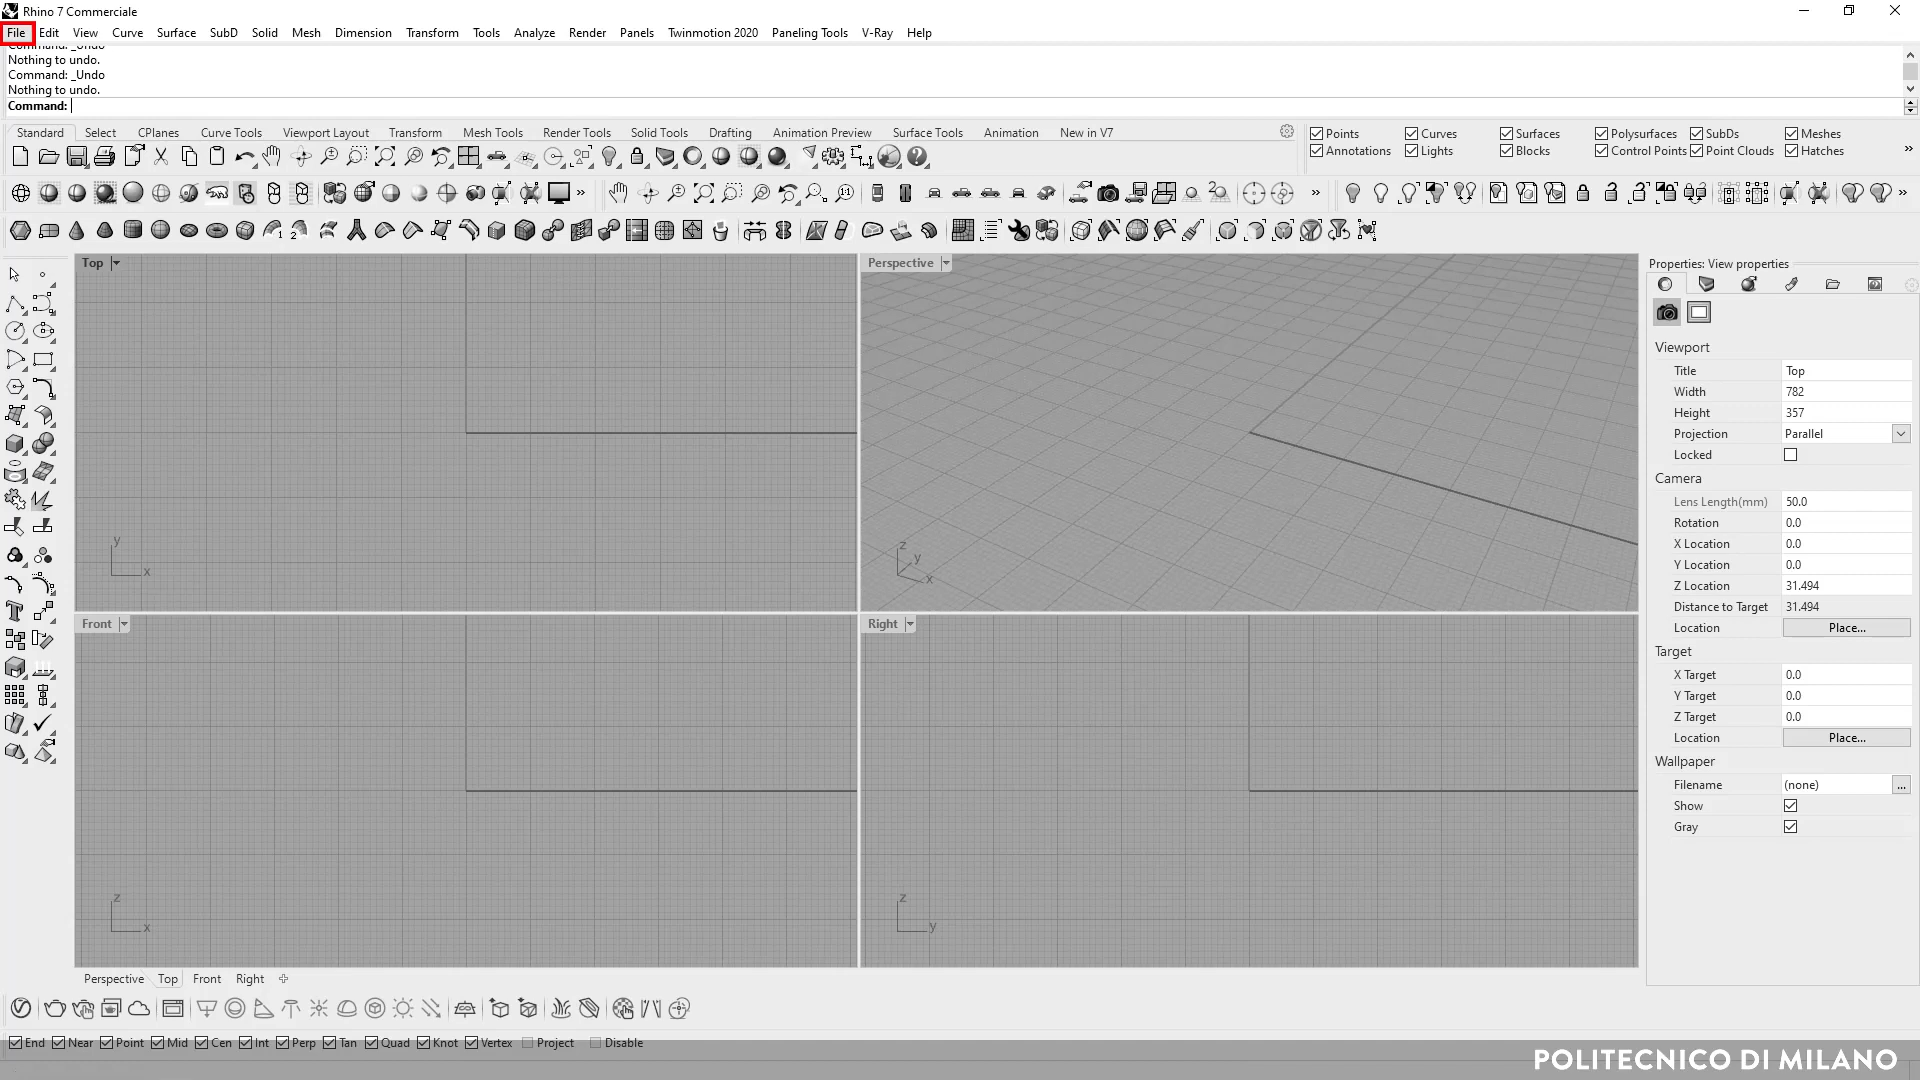 Rhino 7 Commerciale
File Edit View Curve Surface SubD Solid Mesh Dimension Transform Tools Analyze Render Panels Twinmotion 2020 Paneling Tools V-Ray Help
Command: _Undo
Nothing to undo.
Command: _Undo
Nothing to undo.
Command:
Standard Select CPlanes Curve Tools Viewport Layout Transform Mesh Tools Render Tools Solid Tools Drafting Animation Preview Surface Tools Animation New in V7
Points Curves Surfaces Polysurfaces SubDs Meshes
Annotations Lights Blocks Control Points Point Clouds Hatches
Top
Perspective
y
x
z
y
x
Front
Right
z
x
z
y
Perspective Top Front Right
Properties: View properties
Viewport
Title Top
Width 782
Height 357
Projection Parallel
Locked
Camera
Lens Length(mm) 50.0
Rotation 0.0
X Location 0.0
Y Location 0.0
Z Location 31.494
Distance to Target 31.494
Location Place...
Target
X Target 0.0
Y Target 0.0
Z Target 0.0
Location Place...
Wallpaper
Filename (none) ...
Show
Gray
End Near Point Mid Cen Int Perp Tan Quad Knot Vertex Project Disable
POLITECNICO DI MILANO